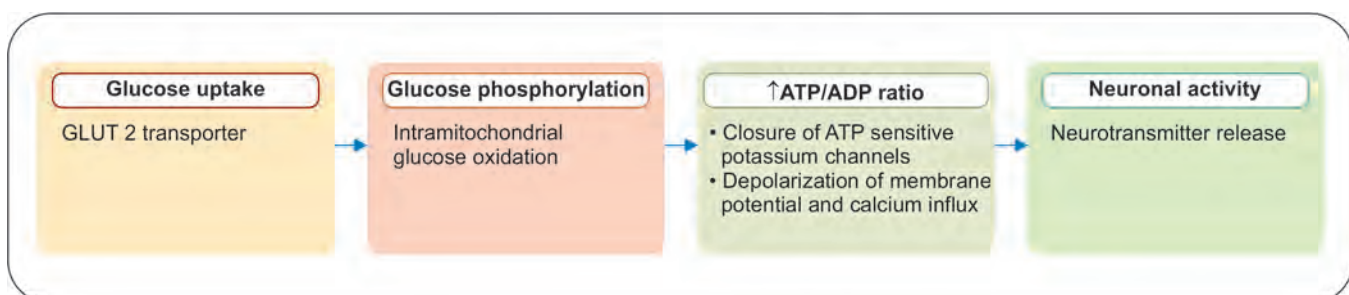 Glucose uptake
GLUT 2 transporter
Glucose phosphorylation
Intramitochondrial
glucose oxidation
↑ATP/ADP ratio
• Closure of ATP sensitive
potassium channels
• Depolarization of membrane
potential and calcium influx
Neuronal activity
Neurotransmitter release